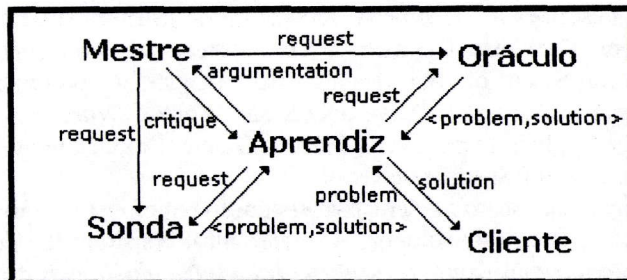 request
Mestre Oráculo
argumentation
request
request critique <problem,solution>
Aprendiz
request solution
problem
Sonda <problem,solution> Cliente